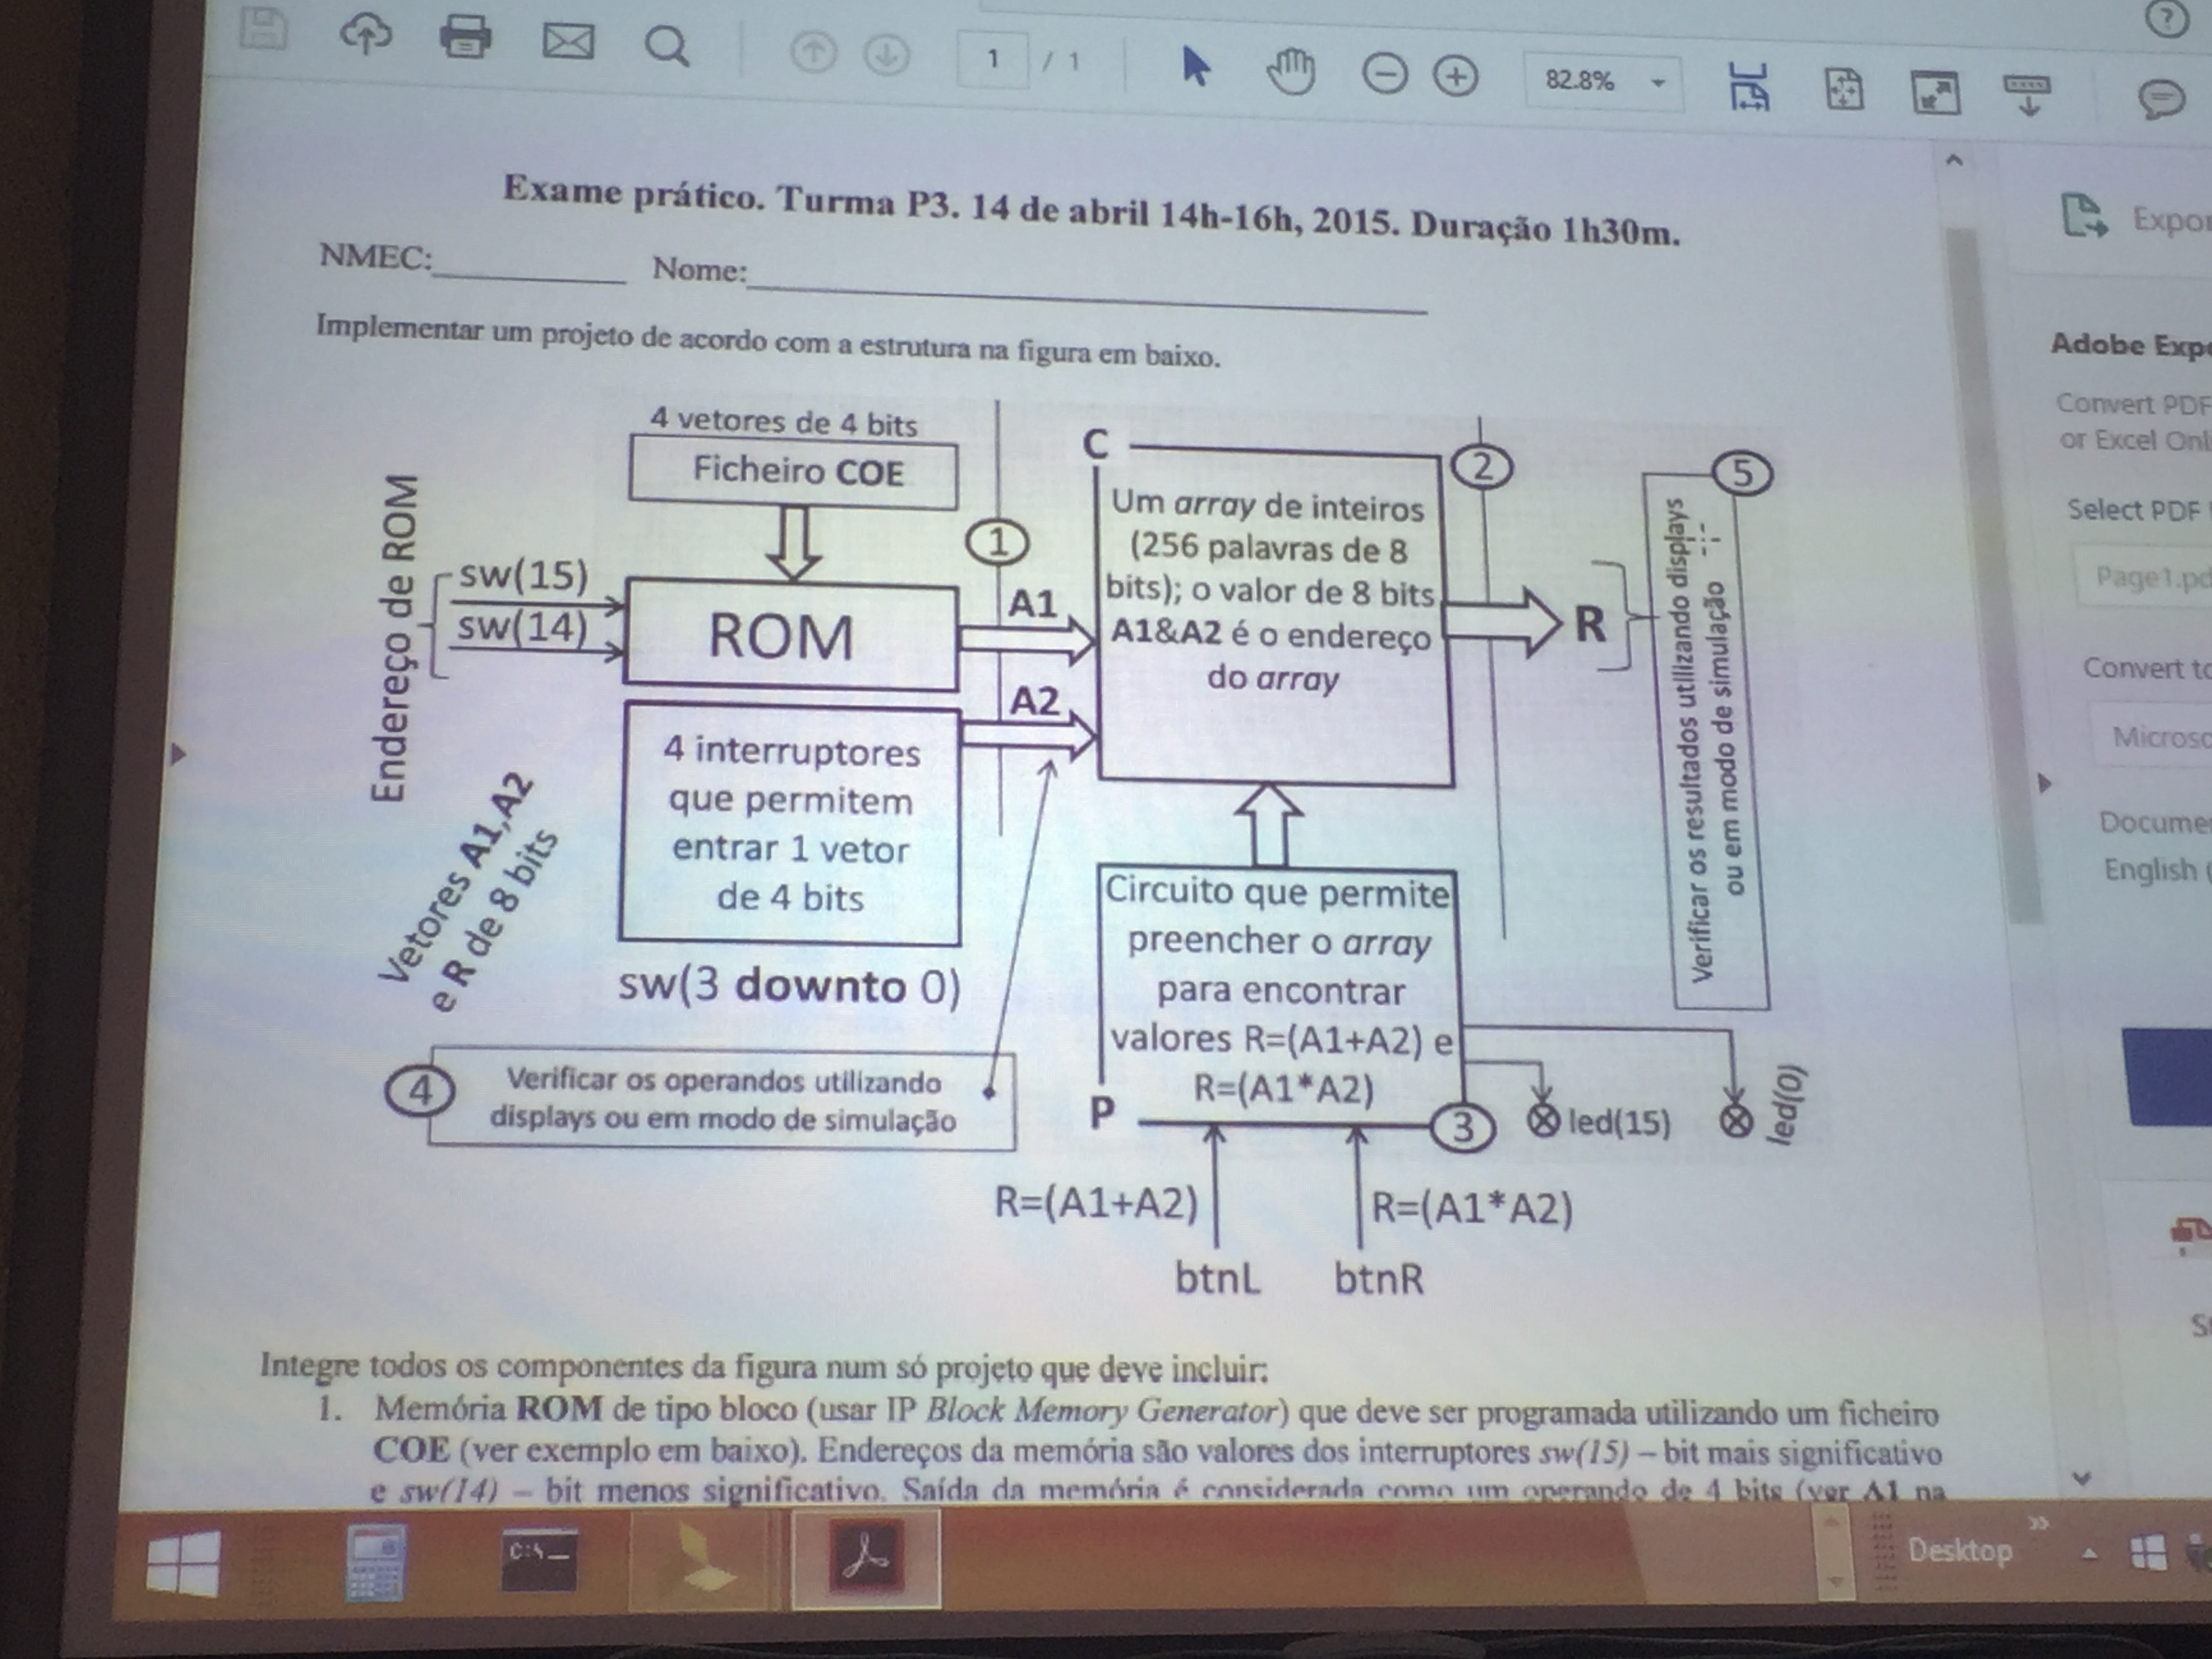 1 / 1
82.8%
Exame prático. Turma P3. 14 de abril 14h-16h, 2015. Duração 1h30m.
NMEC: Nome:
Implementar um projeto de acordo com a estrutura na figura em baixo.
4 vetores de 4 bits
Ficheiro COE
Endereço de ROM
sw(15)
sw(14)
ROM
1
A1
A2
C
Um array de inteiros
(256 palavras de 8
bits); o valor de 8 bits
A1&A2 é o endereço
do array
2
R
5
Verificar os resultados utilizando displays
ou em modo de simulação
4 interruptores
que permitem
entrar 1 vetor
de 4 bits
sw(3 downto 0)
Vetores A1,A2
e R de 8 bits
4
Verificar os operandos utilizando
displays ou em modo de simulação
Circuito que permite
preencher o array
para encontrar
valores R=(A1+A2) e
R=(A1*A2)
P
3
led(15)
led(0)
R=(A1+A2)
R=(A1*A2)
btnL
btnR
Integre todos os componentes da figura num só projeto que deve incluir:
1. Memória ROM de tipo bloco (usar IP Block Memory Generator) que deve ser programada utilizando um ficheiro
COE (ver exemplo em baixo). Endereços da memória são valores dos interruptores sw(15) – bit mais significativo
e sw(14) – bit menos significativo. Saída da memória é considerada como um operando de 4 bits (ver A1 na
Adobe
Convert PDF
or Excel
Select PDF
Convert
English
C:\_
Desktop